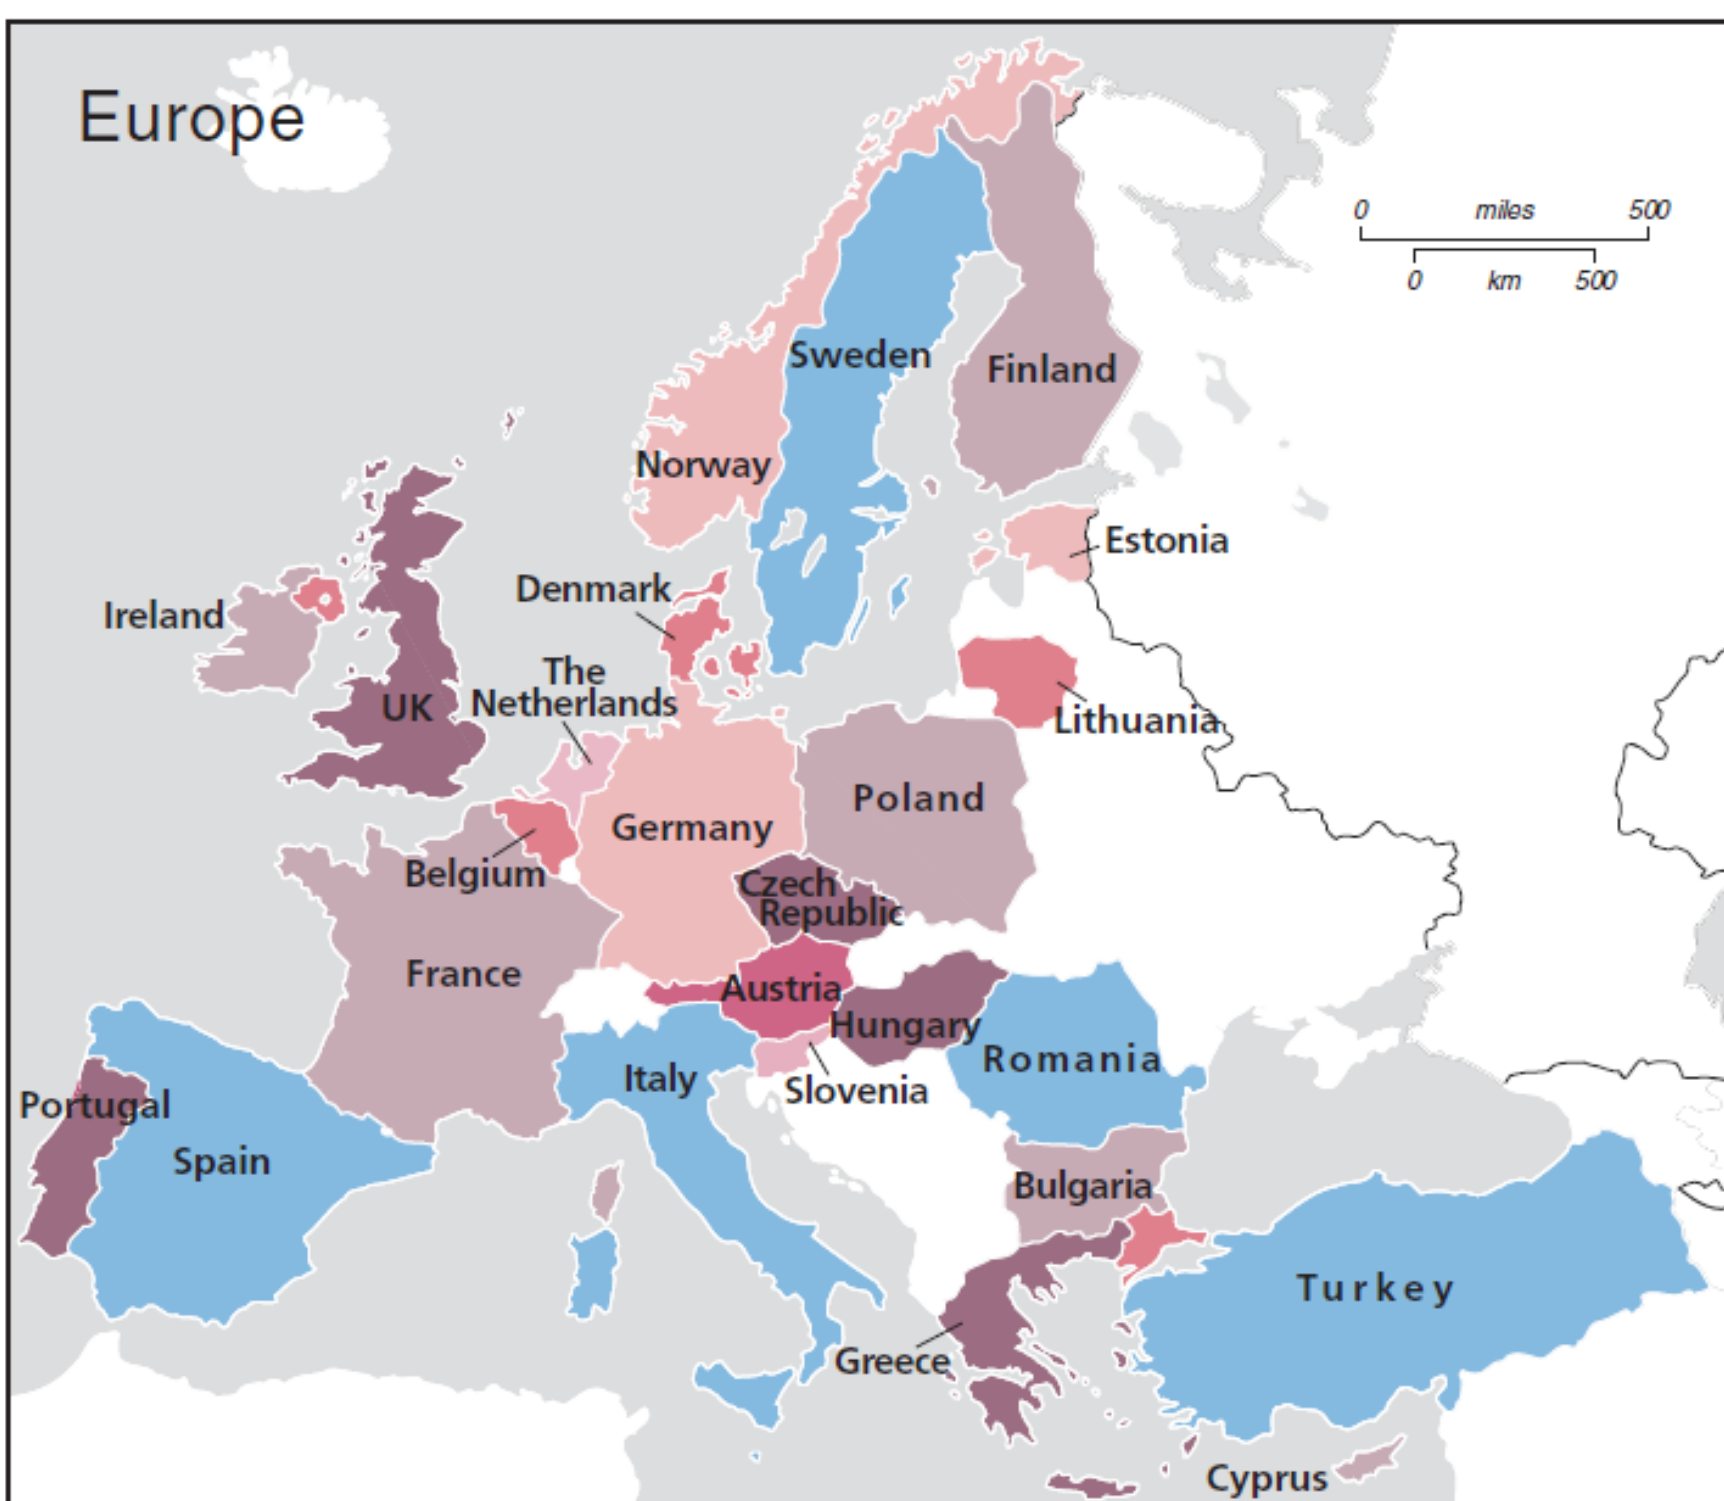 Europe
0 miles 500
0 km 500
Sweden
Finland
Norway
Estonia
Denmark
Ireland
The
Netherlands
UK
Lithuania
Poland
Germany
Belgium
Czech
Republic
France
Austria
Hungary
Romania
Italy
Slovenia
Portugal
Spain
Bulgaria
Turkey
Greece
Cyprus